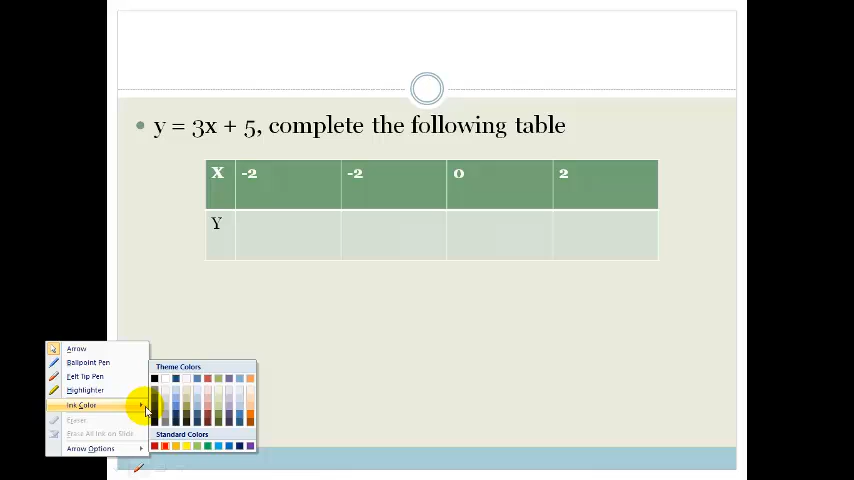 y = 3x + 5, complete the following table
X -2 -2 0 2
Y
Arrow
Ballpoint Pen
Felt Tip Pen
Highlighter
Ink Color
Eraser
Erase All Ink on Slide
Arrow Options
Theme Colors
Standard Colors